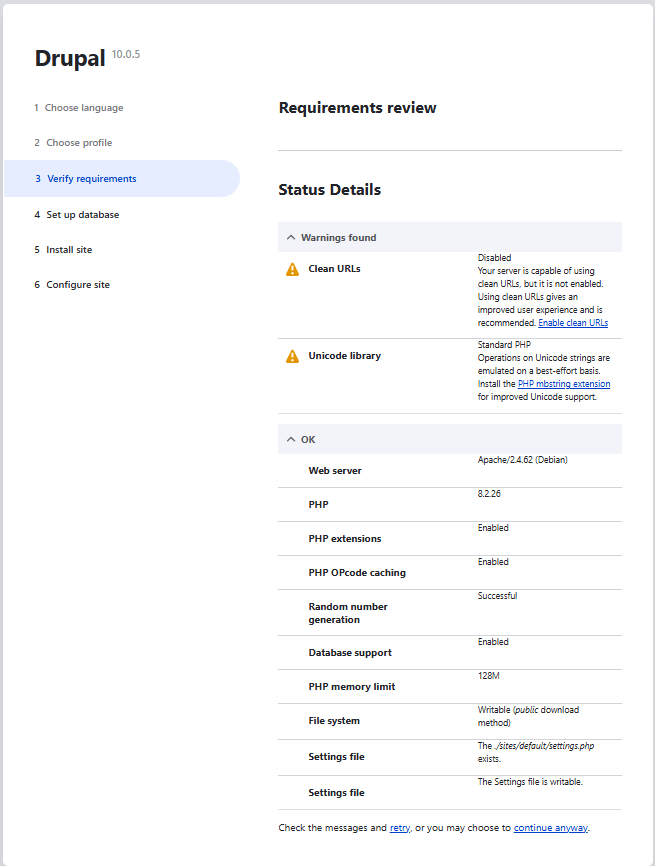 Drupal 10.0.5
1 Choose language
2 Choose profile
3 Verify requirements
4 Set up database
5 Install site
6 Configure site
Requirements review
Status Details
Warnings found
Clean URLs
Disabled
Your server is capable of using
clean URLs, but it is not enabled.
Using clean URLs gives an
improved user experience and is
recommended. Enable clean URLs
Unicode library
Standard PHP
Operations on Unicode strings are
emulated on a best-effort basis.
Install the PHP mbstring extension
for improved Unicode support.
OK
Web server
Apache/2.4.62 (Debian)
PHP
8.2.26
PHP extensions
Enabled
PHP OPcode caching
Enabled
Random number
generation
Successful
Database support
Enabled
PHP memory limit
128M
File system
Writable (public download
method)
Settings file
The ./sites/default/settings.php
exists.
Settings file
The Settings file is writable.
Check the messages and retry, or you may choose to continue anyway.